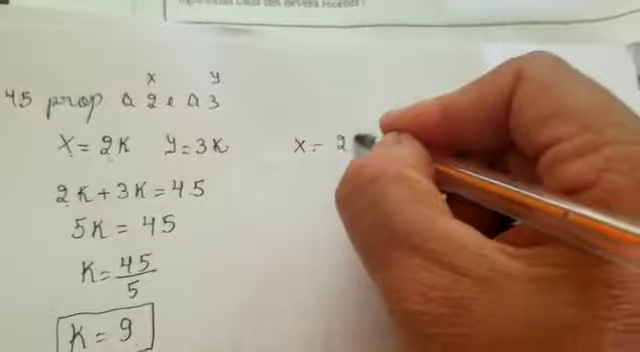 x y
45 prop a 2 e a 3
x = 2k y = 3k x = 2
2k + 3k = 45
5k = 45
k = 45/5
k = 9